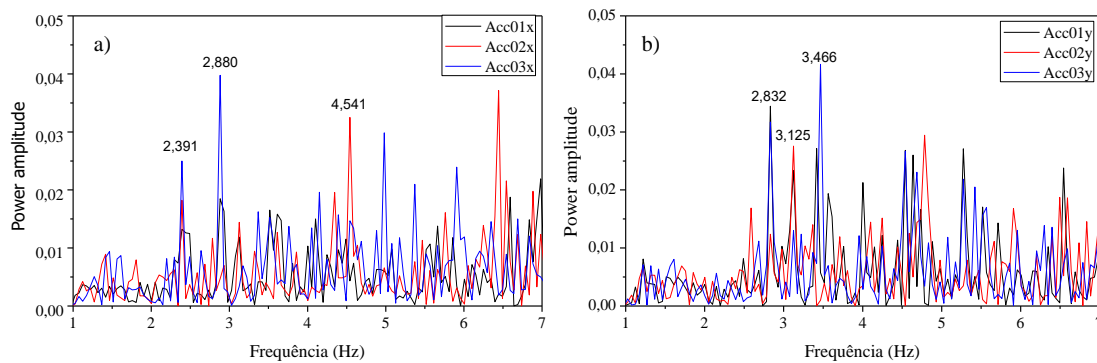 a)
Acc01x
Acc02x
Acc03x
2,880
4,541
2,391
0,05
0,04
0,03
0,02
0,01
0,00
Power amplitude
1 2 3 4 5 6 7
Frequência (Hz)
b)
Acc01y
Acc02y
Acc03y
3,466
2,832
3,125
0,05
0,04
0,03
0,02
0,01
0,00
Power amplitude
1 2 3 4 5 6 7
Frequência (Hz)